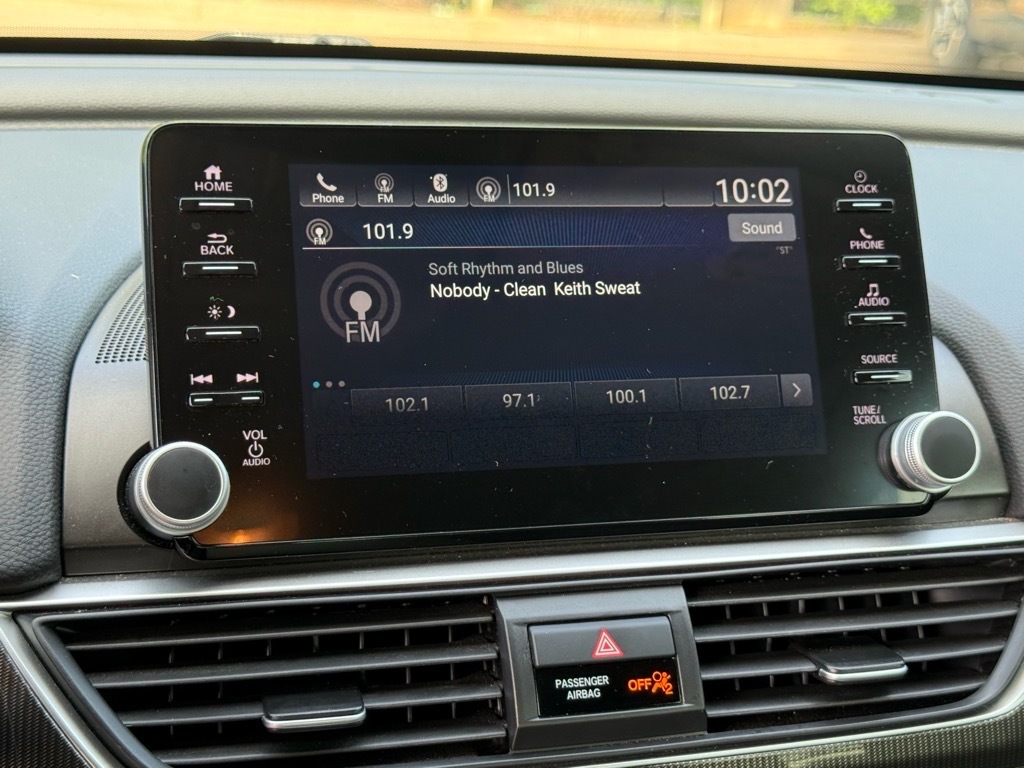 HOME
BACK
VOL
AUDIO
Phone
FM
Audio
101.9
10:02
101.9
Sound
"ST"
Soft Rhythm and Blues
Nobody - Clean Keith Sweat
FM
102.1
97.1
100.1
102.7
CLOCK
PHONE
AUDIO
SOURCE
TUNE/
SCROLL
PASSENGER
AIRBAG
OFF
2